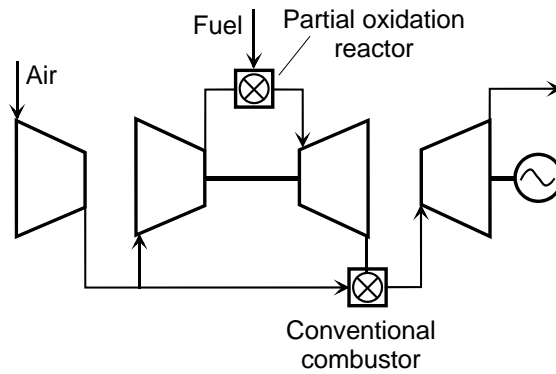 Fuel
Partial oxidation
reactor
Air
Conventional
combustor